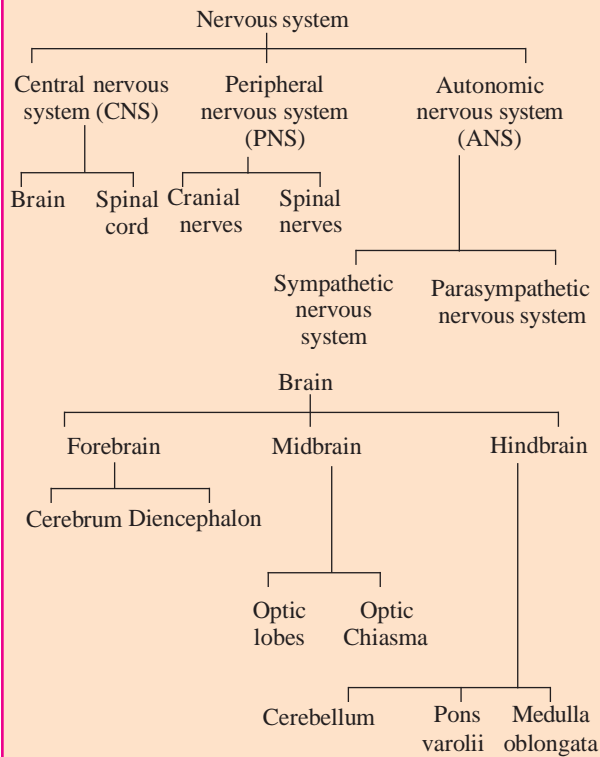 Nervous system
Central nervous
system (CNS)
Peripheral
nervous system
(PNS)
Autonomic
nervous system
(ANS)
Brain
Spinal
cord
Cranial
nerves
Spinal
nerves
Sympathetic
nervous
system
Parasympathetic
nervous system
Brain
Forebrain
Midbrain
Hindbrain
Cerebrum
Diencephalon
Optic
lobes
Optic
Chiasma
Cerebellum
Pons
varolii
Medulla
oblongata